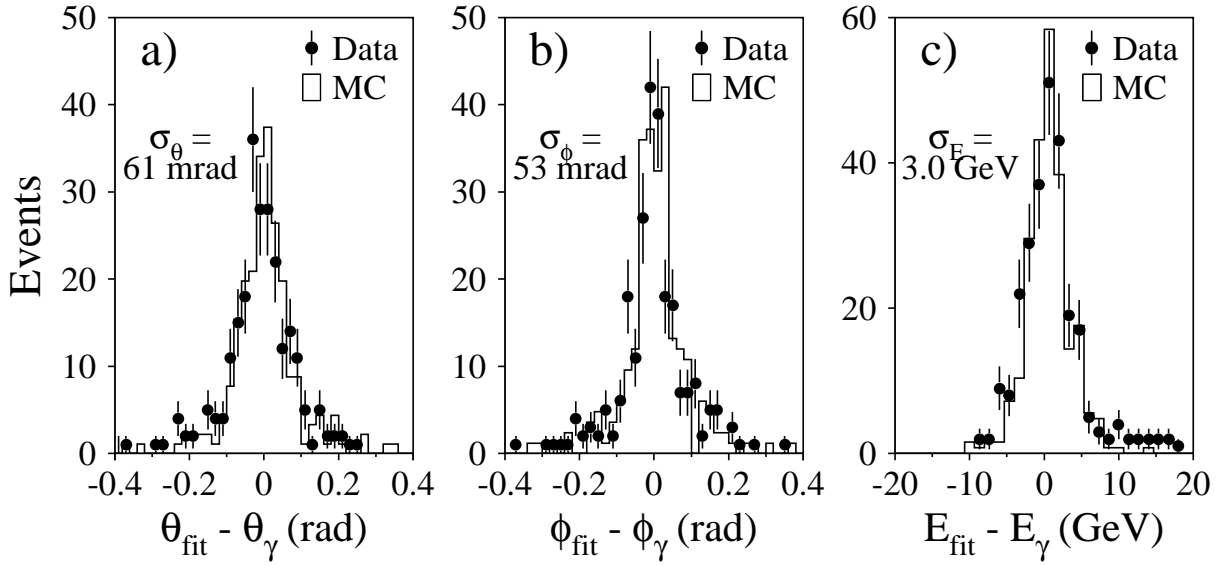 Events
a)
Data
MC
σθ =
61 mrad
50
40
30
20
10
0
-0.4 -0.2 0 0.2 0.4
θfit - θγ (rad)
b)
Data
MC
σϕ =
53 mrad
50
40
30
20
10
0
-0.4 -0.2 0 0.2 0.4
ϕfit - ϕγ (rad)
c)
Data
MC
σE =
3.0 GeV
60
40
20
0
-20 -10 0 10 20
Efit - Eγ (GeV)